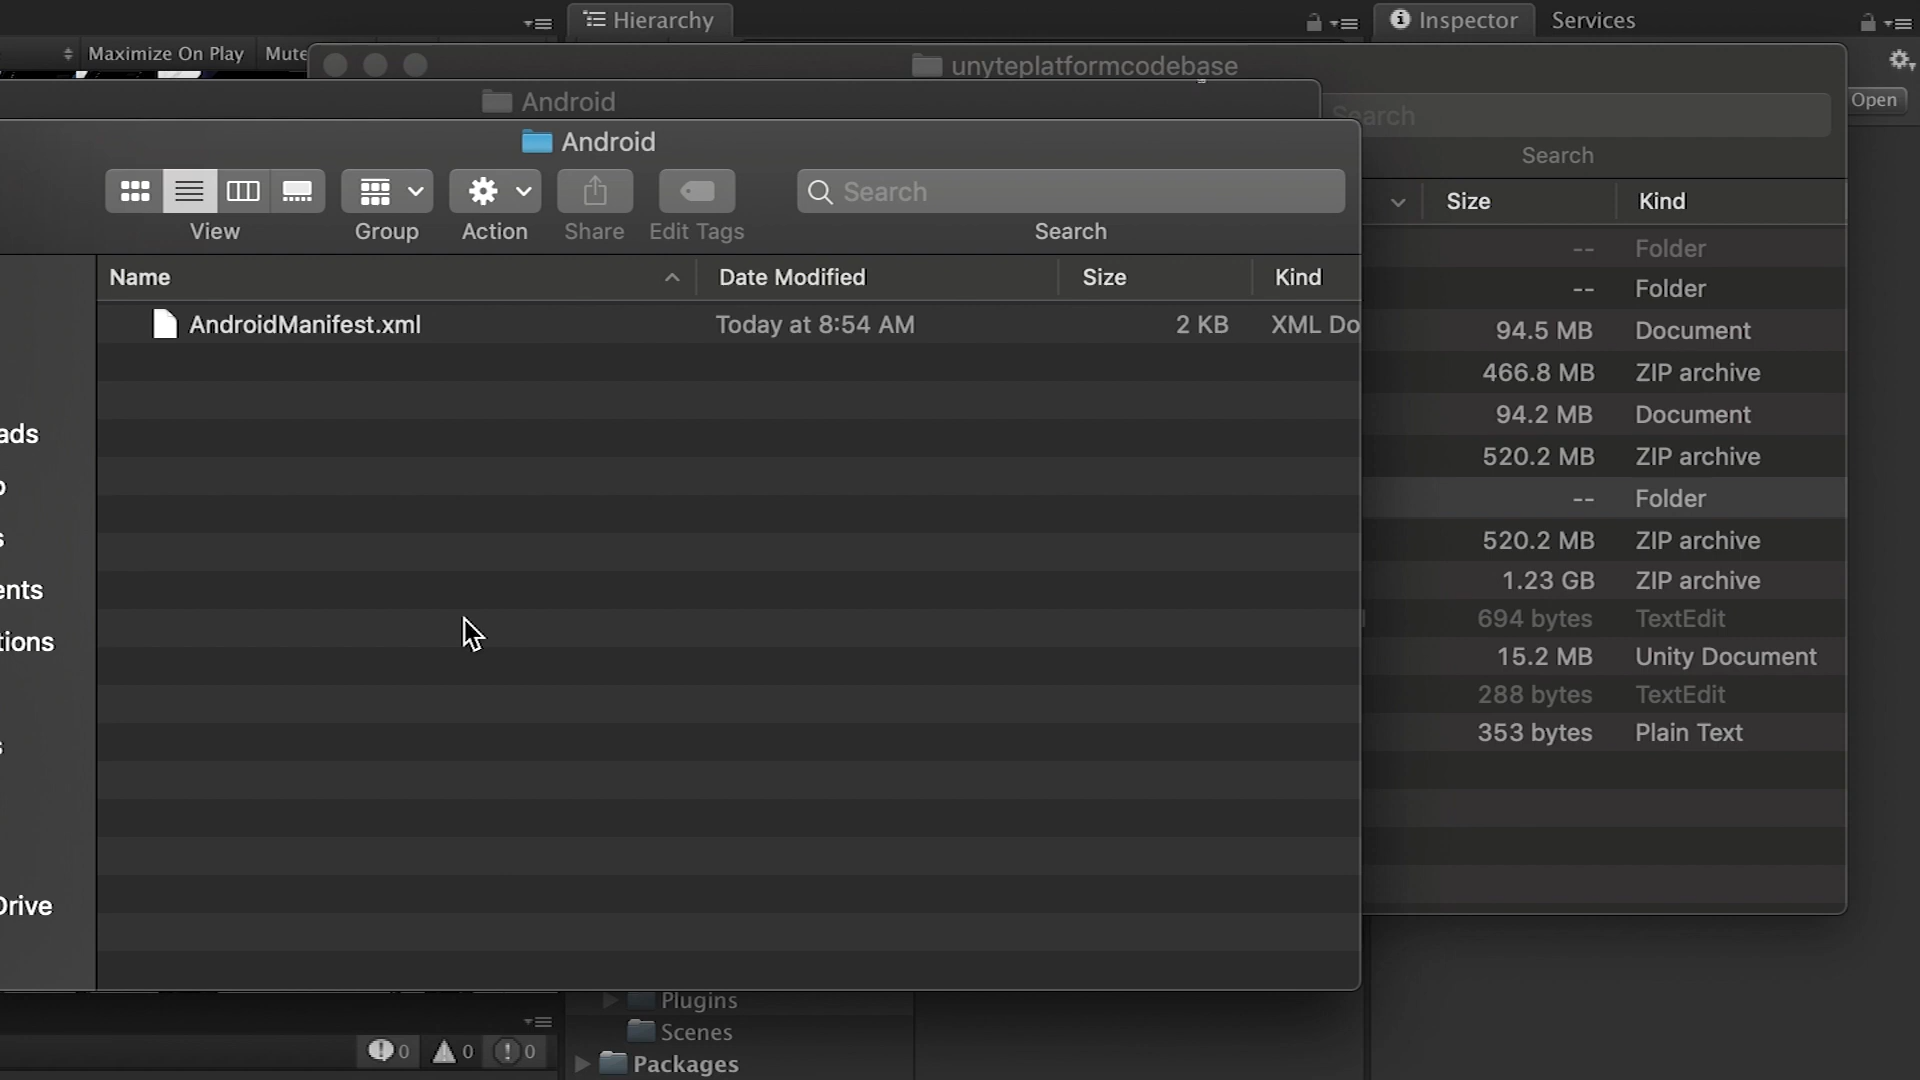 Hierarchy
Inspector Services
Maximize On Play Mute
unyteplatformcodebase
Android
Open
Search
Android
Search
Search
View Group Action Share Edit Tags Search
Size Kind
Name Date Modified Size Kind
-- Folder
-- Folder
AndroidManifest.xml Today at 8:54 AM 2 KB XML Do
94.5 MB Document
466.8 MB ZIP archive
94.2 MB Document
ads
520.2 MB ZIP archive
-- Folder
520.2 MB ZIP archive
1.23 GB ZIP archive
ents
694 bytes TextEdit
tions
15.2 MB Unity Document
288 bytes TextEdit
353 bytes Plain Text
Drive
Plugins
Scenes
0 0 0
Packages